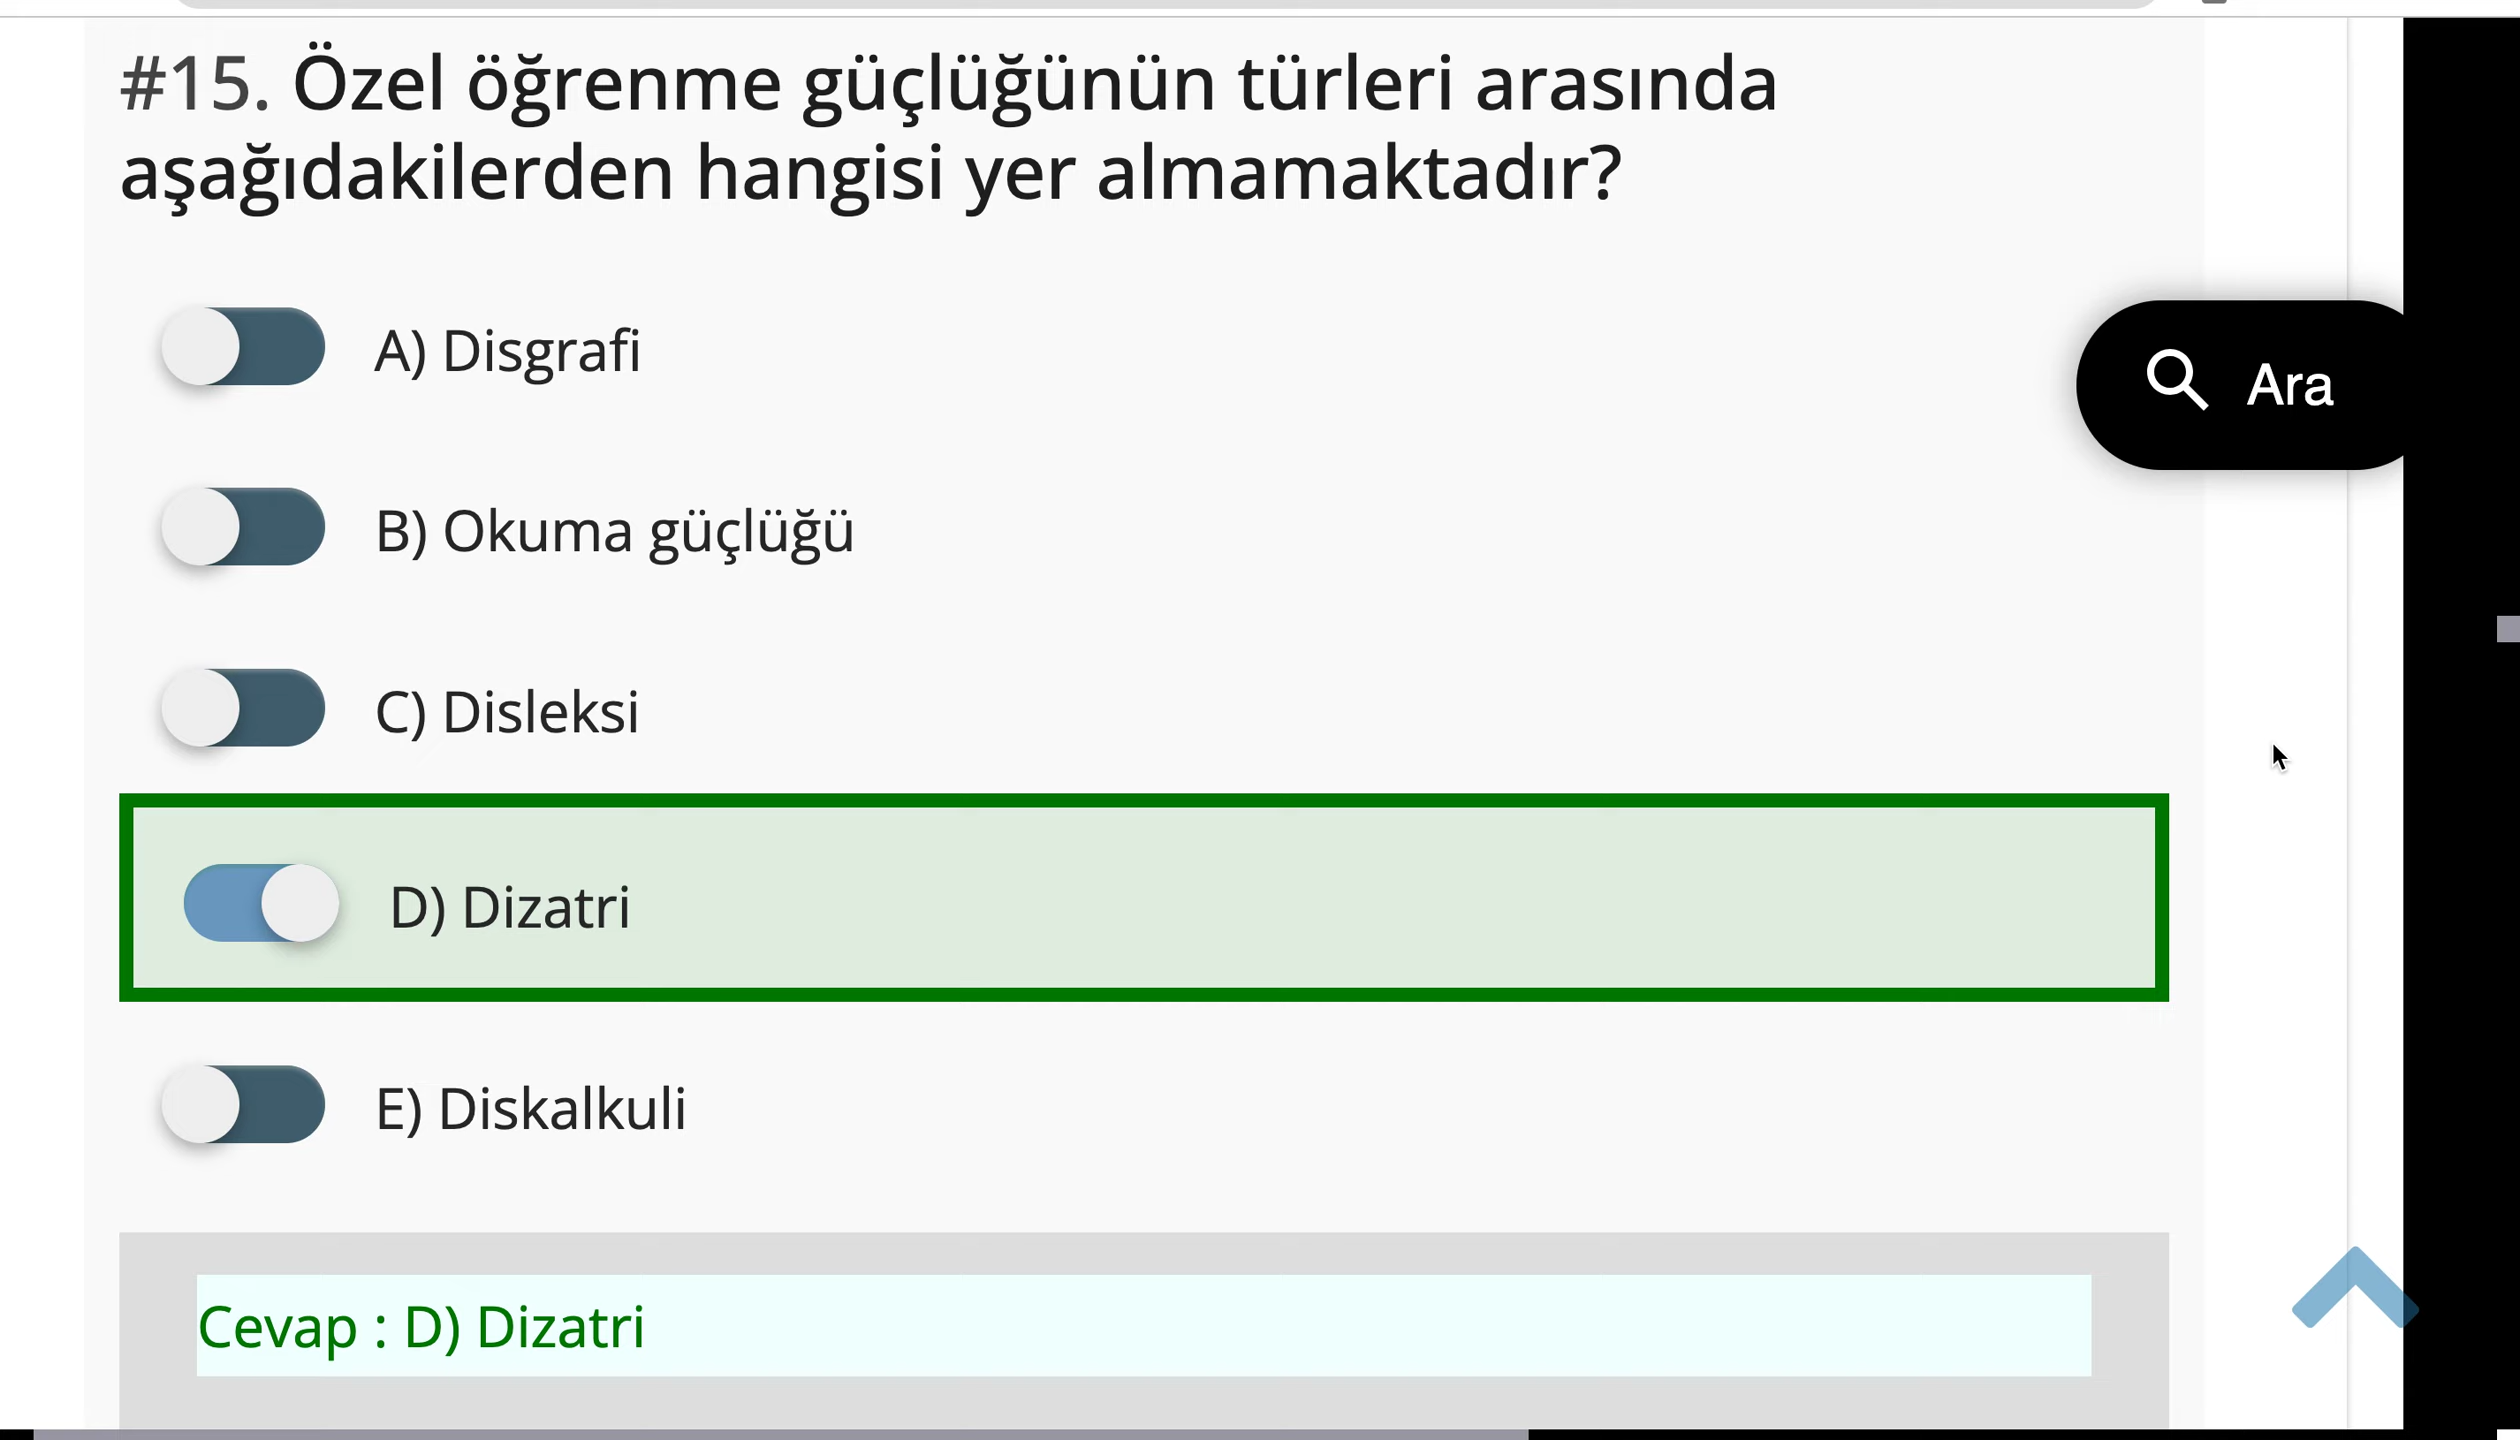 #15. Özel öğrenme güçlüğünün türleri arasında
aşağıdakilerden hangisi yer almamaktadır?
A) Disgrafi
Ara
B) Okuma güçlüğü
C) Disleksi
D) Dizatri
E) Diskalkuli
Cevap : D) Dizatri